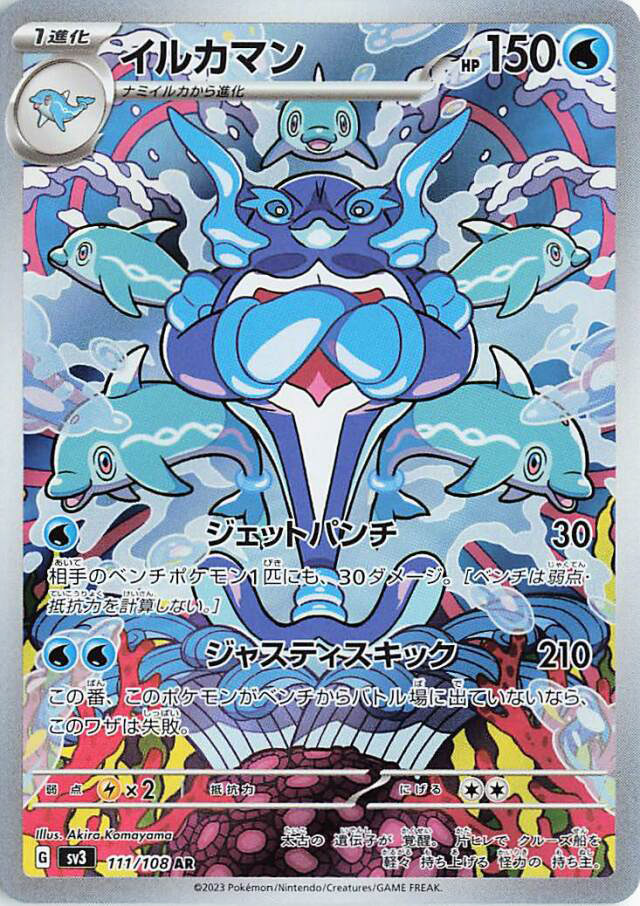 1進化
イルカマン
HP 150
ナミイルカから進化
ジェットパンチ 30
相手のベンチポケモン1匹にも、30ダメージ。[ベンチは弱点・
抵抗力を計算しない。]
ジャスティスキック 210
この番、このポケモンがベンチからバトル場に出ていないなら、
このワザは失敗。
弱点 ×2 抵抗力 にげる
Illus. Akira Komayama
G sv3 111/108 AR
太古の 遺伝子が 覚醒。 片ヒレで クルーズ船を
軽々 持ち上げる 怪力の 持ち主。
©2023 Pokémon/Nintendo/Creatures/GAME FREAK.